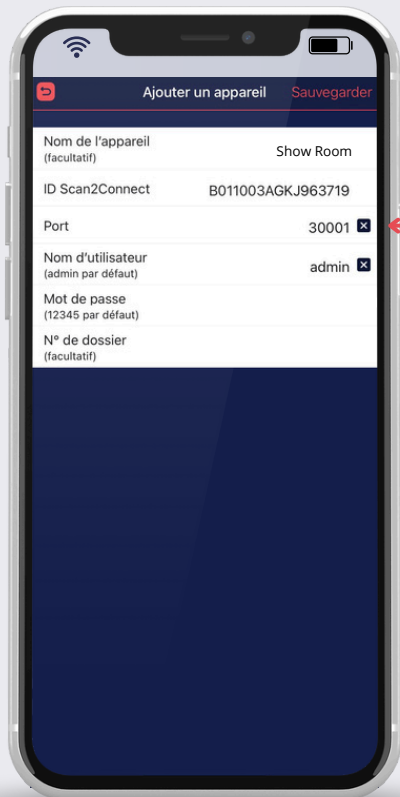 Ajouter un appareil Sauvegarder
Nom de l'appareil
(facultatif)
Show Room
ID Scan2Connect B011003AGKJ963719
Port 30001
Nom d'utilisateur
(admin par défaut)
admin
Mot de passe
(12345 par défaut)
N° de dossier
(facultatif)